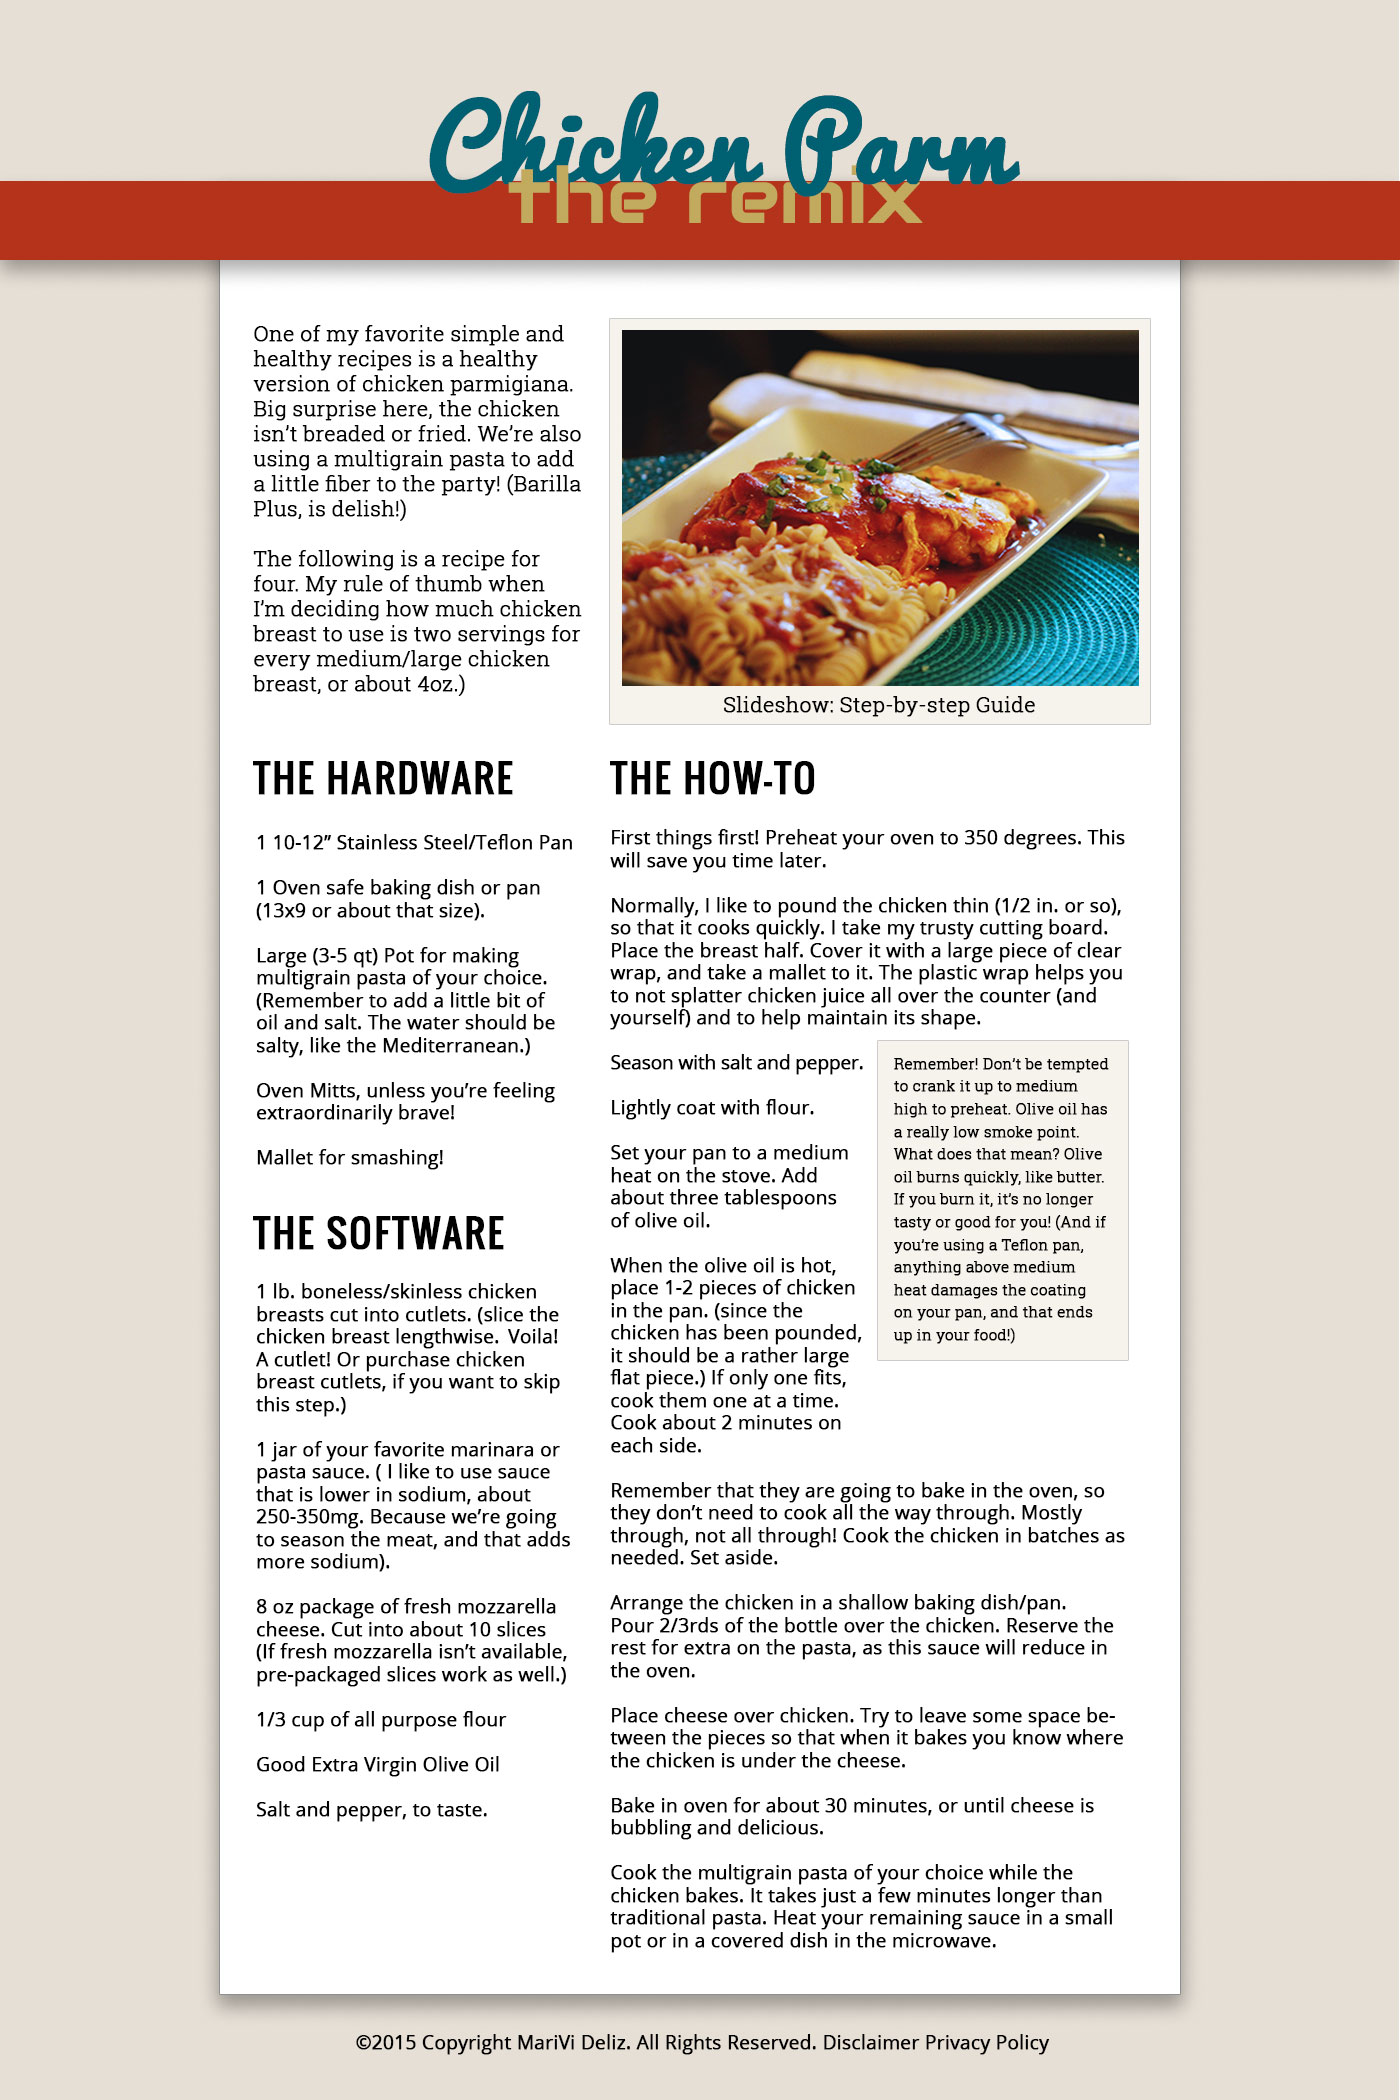 Chicken Parm
the remix
One of my favorite simple and
healthy recipes is a healthy
version of chicken parmigiana.
Big surprise here, the chicken
isn’t breaded or fried. We’re also
using a multigrain pasta to add
a little fiber to the party! (Barilla
Plus, is delish!)
The following is a recipe for
four. My rule of thumb when
I’m deciding how much chicken
breast to use is two servings for
every medium/large chicken
breast, or about 4oz.)
Slideshow: Step-by-step Guide
THE HARDWARE
1 10-12” Stainless Steel/Teflon Pan
1 Oven safe baking dish or pan
(13x9 or about that size).
Large (3-5 qt) Pot for making
multigrain pasta of your choice.
(Remember to add a little bit of
oil and salt. The water should be
salty, like the Mediterranean.)
Oven Mitts, unless you’re feeling
extraordinarily brave!
Mallet for smashing!
THE SOFTWARE
1 lb. boneless/skinless chicken
breasts cut into cutlets. (slice the
chicken breast lengthwise. Voila!
A cutlet! Or purchase chicken
breast cutlets, if you want to skip
this step.)
1 jar of your favorite marinara or
pasta sauce. ( I like to use sauce
that is lower in sodium, about
250-350mg. Because we’re going
to season the meat, and that adds
more sodium).
8 oz package of fresh mozzarella
cheese. Cut into about 10 slices
(If fresh mozzarella isn’t available,
pre-packaged slices work as well.)
1/3 cup of all purpose flour
Good Extra Virgin Olive Oil
Salt and pepper, to taste.
THE HOW-TO
First things first! Preheat your oven to 350 degrees. This
will save you time later.
Normally, I like to pound the chicken thin (1/2 in. or so),
so that it cooks quickly. I take my trusty cutting board.
Place the breast half. Cover it with a large piece of clear
wrap, and take a mallet to it. The plastic wrap helps you
to not splatter chicken juice all over the counter (and
yourself) and to help maintain its shape.
Season with salt and pepper.
Lightly coat with flour.
Set your pan to a medium
heat on the stove. Add
about three tablespoons
of olive oil.
When the olive oil is hot,
place 1-2 pieces of chicken
in the pan. (since the
chicken has been pounded,
it should be a rather large
flat piece.) If only one fits,
cook them one at a time.
Cook about 2 minutes on
each side.
Remember! Don’t be tempted
to crank it up to medium
high to preheat. Olive oil has
a really low smoke point.
What does that mean? Olive
oil burns quickly, like butter.
If you burn it, it’s no longer
tasty or good for you! (And if
you’re using a Teflon pan,
anything above medium
heat damages the coating
on your pan, and that ends
up in your food!)
Remember that they are going to bake in the oven, so
they don’t need to cook all the way through. Mostly
through, not all through! Cook the chicken in batches as
needed. Set aside.
Arrange the chicken in a shallow baking dish/pan.
Pour 2/3rds of the bottle over the chicken. Reserve the
rest for extra on the pasta, as this sauce will reduce in
the oven.
Place cheese over chicken. Try to leave some space be-
tween the pieces so that when it bakes you know where
the chicken is under the cheese.
Bake in oven for about 30 minutes, or until cheese is
bubbling and delicious.
Cook the multigrain pasta of your choice while the
chicken bakes. It takes just a few minutes longer than
traditional pasta. Heat your remaining sauce in a small
pot or in a covered dish in the microwave.
©2015 Copyright MariVi Deliz. All Rights Reserved. Disclaimer Privacy Policy